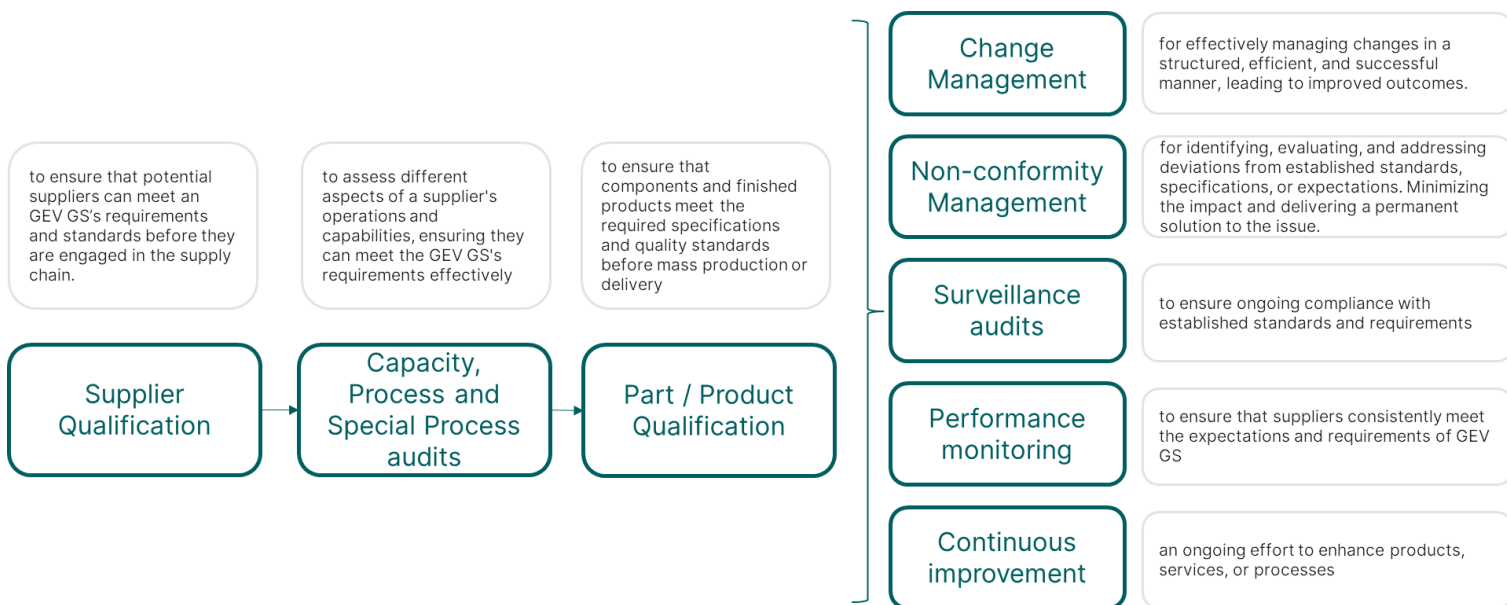 to ensure that potential
suppliers can meet an
GEV GS’s requirements
and standards before they
are engaged in the supply
chain.
Supplier
Qualification
to assess different
aspects of a supplier's
operations and
capabilities, ensuring they
can meet the GEV GS's
requirements effectively
Capacity,
Process and
Special Process
audits
to ensure that
components and finished
products meet the
required specifications
and quality standards
before mass production or
delivery
Part / Product
Qualification
Change
Management
for effectively managing changes in a
structured, efficient, and successful
manner, leading to improved outcomes.
Non-conformity
Management
for identifying, evaluating, and addressing
deviations from established standards,
specifications, or expectations. Minimizing
the impact and delivering a permanent
solution to the issue.
Surveillance
audits
to ensure ongoing compliance with
established standards and requirements
Performance
monitoring
to ensure that suppliers consistently meet
the expectations and requirements of GEV
GS
Continuous
improvement
an ongoing effort to enhance products,
services, or processes